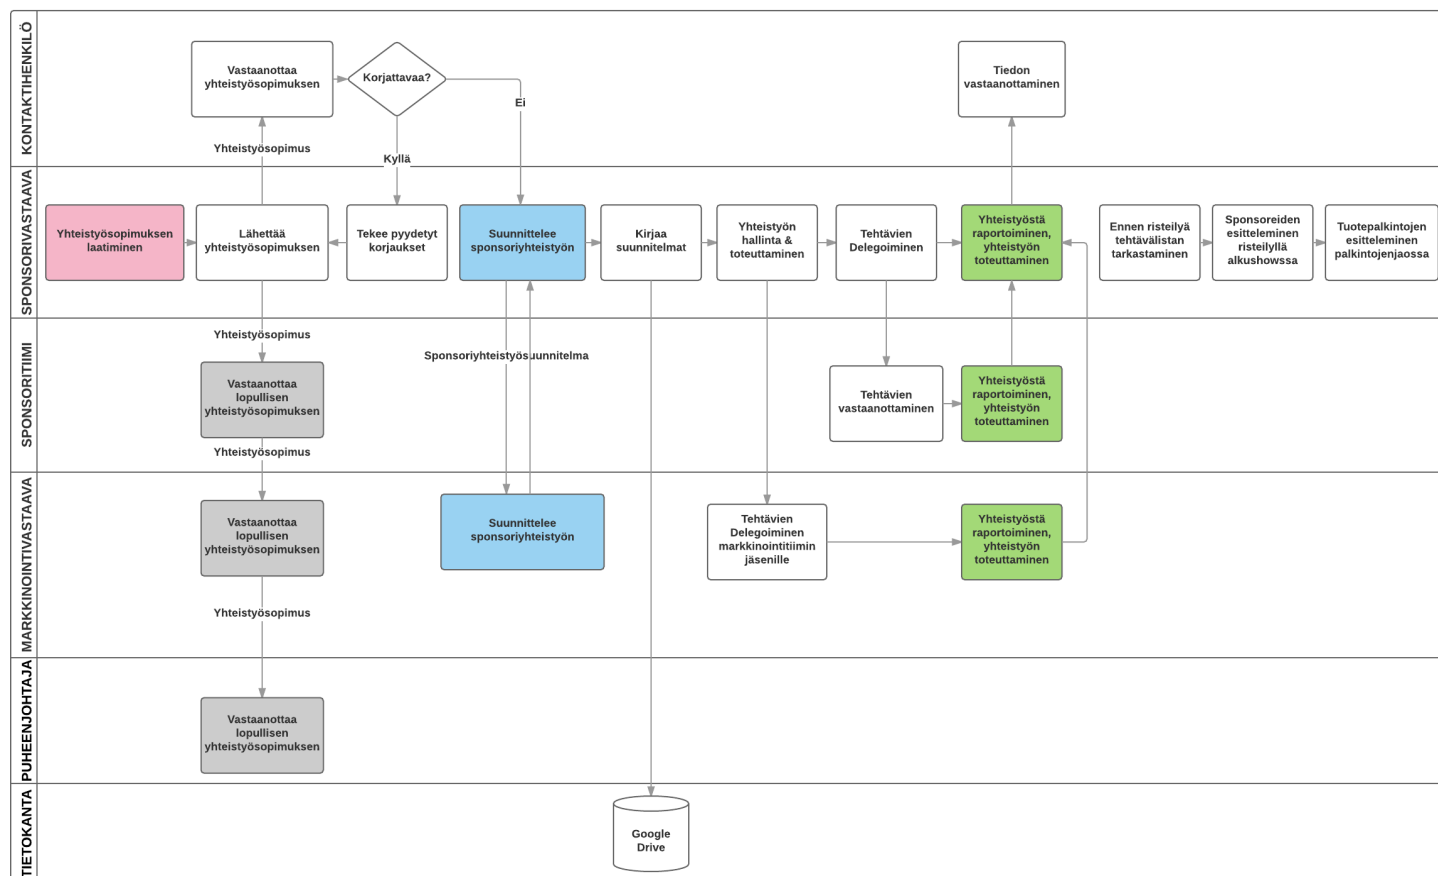 KONTAKTIHENKILÖ
Vastaanottaa
yhteistyösopimuksen
Korjattavaa?
Ei
Kyllä
Yhteistyösopimus
Tiedon
vastaanottaminen
SPONSORIVASTAAVA
Yhteistyösopimuksen
laatiminen
Lähettää
yhteistyösopimuksen
Tekee pyydetyt
korjaukset
Suunnittelee
sponsoriyhteistyön
Kirjaa
suunnitelmat
Yhteistyön
hallinta &
toteuttaminen
Tehtävien
Delegoiminen
Yhteistyöstä
raportoiminen,
yhteistyön
toteuttaminen
Ennen risteilyä
tehtävälistan
tarkastaminen
Sponsoreiden
esitteleminen
risteilyllä
alkushowssa
Tuotepalkintojen
esitteleminen
palkintojenjaossa
SPONSORITIIMI
Yhteistyösopimus
Vastaanottaa
lopullisen
yhteistyösopimuksen
Yhteistyösopimus
Sponsoriyhteistyösuunnitelma
Tehtävien
vastaanottaminen
Yhteistyöstä
raportoiminen,
yhteistyön
toteuttaminen
MARKKINOINTIVASTAAVA
Vastaanottaa
lopullisen
yhteistyösopimuksen
Yhteistyösopimus
Suunnittelee
sponsoriyhteistyön
Tehtävien
Delegoiminen
markkinointitiimin
jäsenille
Yhteistyöstä
raportoiminen,
yhteistyön
toteuttaminen
PUHEENJOHTAJA
Vastaanottaa
lopullisen
yhteistyösopimuksen
TIETOKANTA
Google
Drive